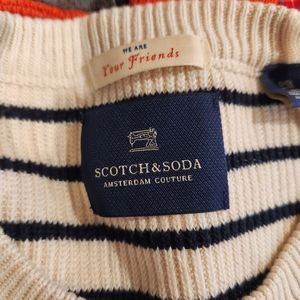 WE ARE
Your Friends
SCOTCH&SODA
AMSTERDAM COUTURE